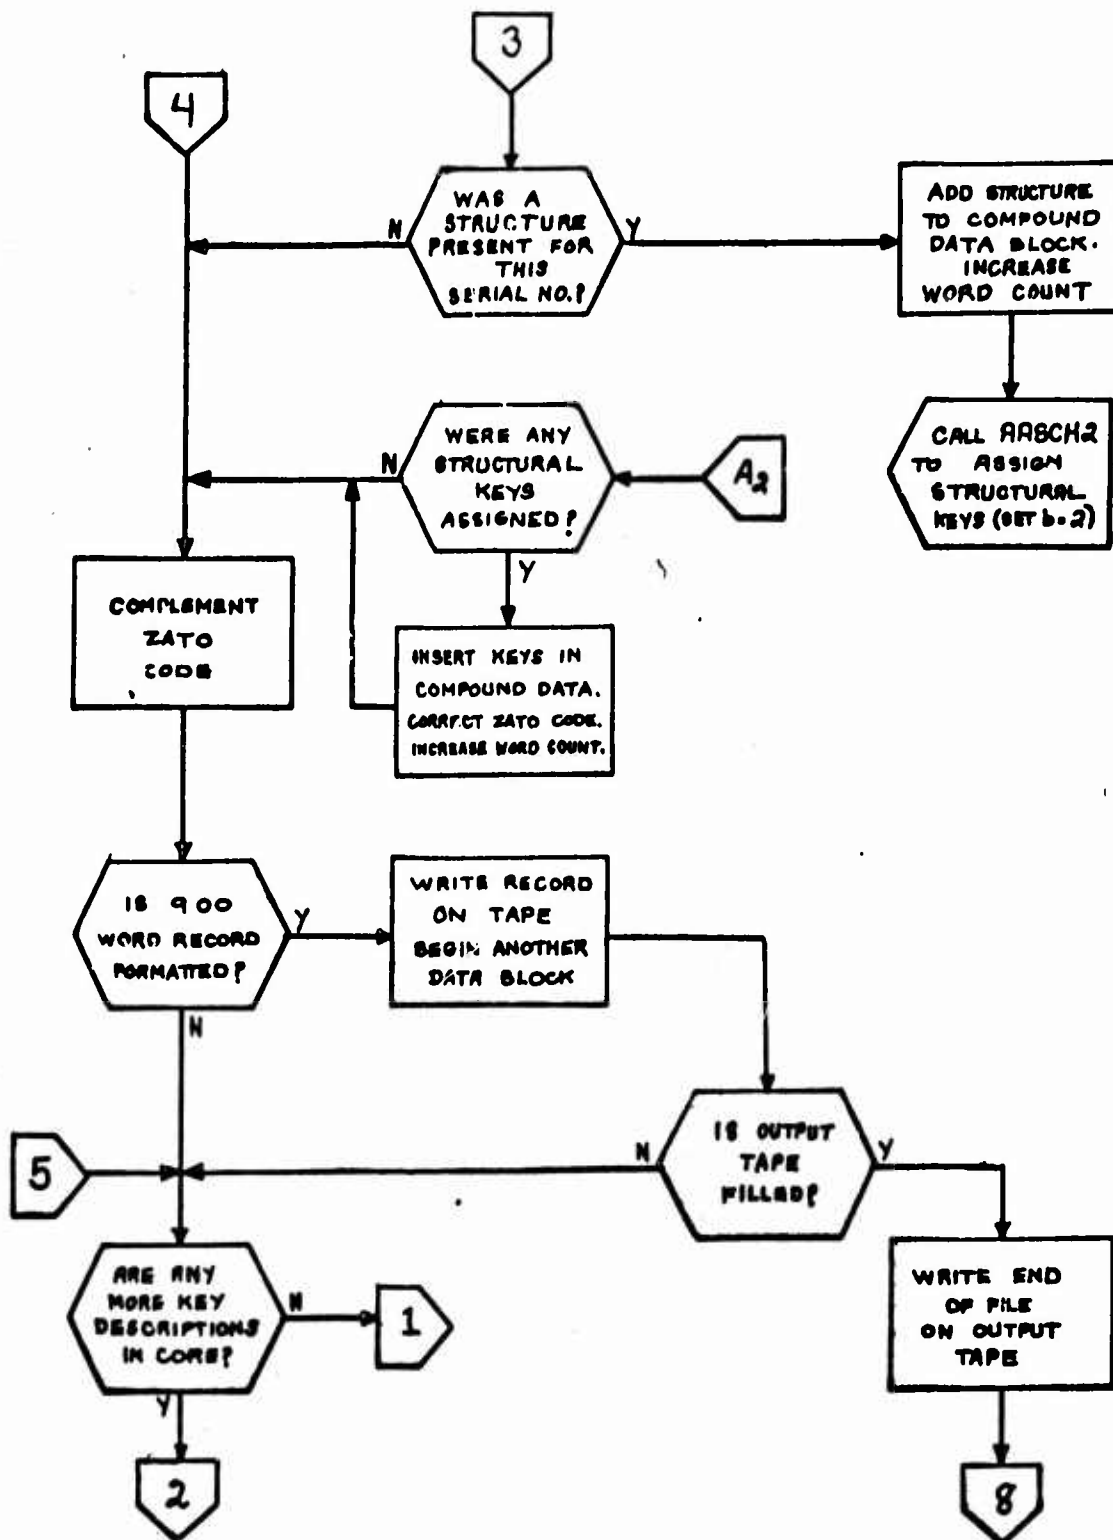 3
4
WAS A
STRUCTURE
PRESENT FOR
THIS
SERIAL NO.?
N
Y
ADD STRUCTURE
TO COMPOUND
DATA BLOCK.
INCREASE
WORD COUNT
WERE ANY
STRUCTURAL
KEYS
ASSIGNED?
N
Y
A2
CALL AASCH2
TO ASSIGN
STRUCTURAL
KEYS (SET b=2)
COMPLEMENT
ZATO
CODE
INSERT KEYS IN
COMPOUND DATA.
CORRECT ZATO CODE.
INCREASE WORD COUNT.
IS 900
WORD RECORD
FORMATTED?
Y
N
WRITE RECORD
ON TAPE
BEGIN ANOTHER
DATA BLOCK
5
IS OUTPUT
TAPE
FILLED?
N
Y
ARE ANY
MORE KEY
DESCRIPTIONS
IN CORE?
N
Y
1
WRITE END
OF FILE
ON OUTPUT
TAPE
2
8